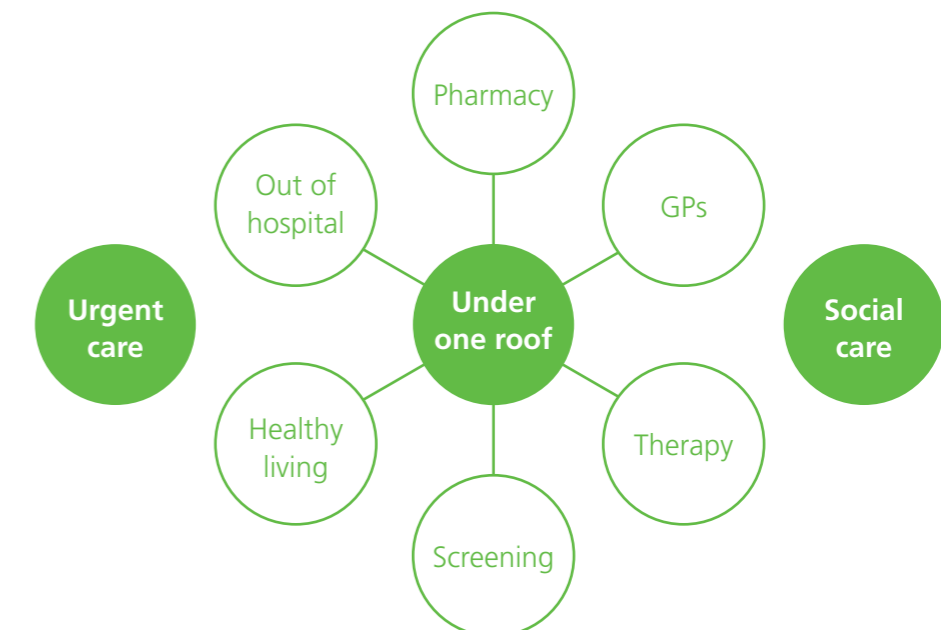 Pharmacy
Out of
hospital
GPs
Urgent
care
Under
one roof
Social
care
Healthy
living
Therapy
Screening